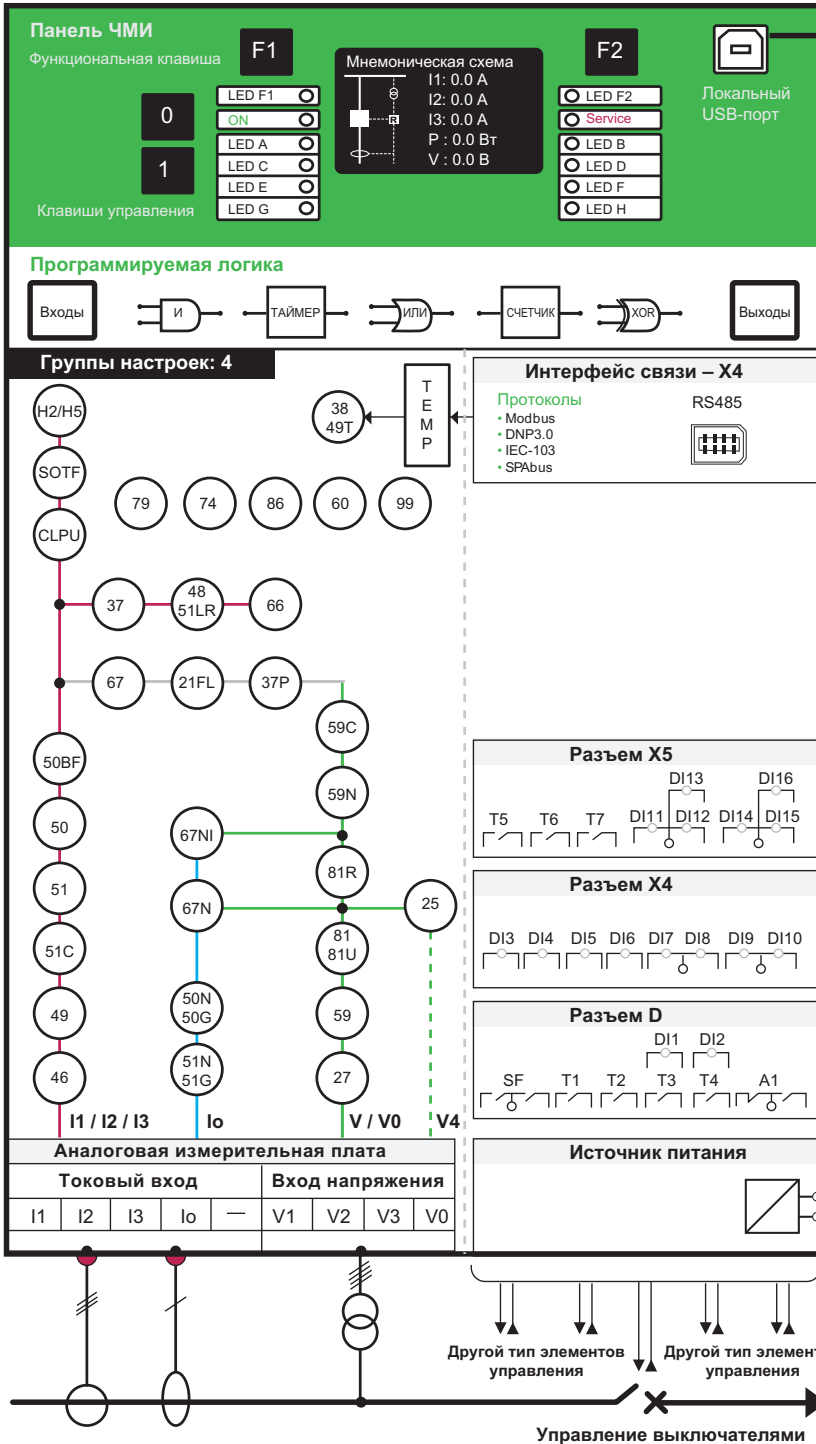 Панель ЧМИ
Функциональная клавиша
F1
F2
Мнемоническая схема
I1: 0.0 A
I2: 0.0 A
I3: 0.0 A
P : 0.0 Вт
V : 0.0 В
R
LED F1
ON
LED A
LED C
LED E
LED G
LED F2
Service
LED B
LED D
LED F
LED H
0
1
Клавиши управления
Локальный
USB-порт
Программируемая логика
Входы
И
ТАЙМЕР
ИЛИ
СЧЕТЧИК
XOR
Выходы
Группы настроек: 4
H2/H5
SOTF
CLPU
38
49T
T
E
M
P
79
74
86
60
99
37
48
51LR
66
67
21FL
37P
59C
59N
50BF
50
51
51C
49
46
67NI
67N
50N
50G
51N
51G
81R
81
81U
59
27
25
I1 / I2 / I3
Io
V / V0
V4
Интерфейс связи – X4
Протоколы
• Modbus
• DNP3.0
• IEC-103
• SPAbus
RS485
Разъем X5
DI13
DI16
T5
T6
T7
DI11
DI12
DI14
DI15
Разъем X4
DI3
DI4
DI5
DI6
DI7
DI8
DI9
DI10
Разъем D
DI1
DI2
SF
T1
T2
T3
T4
A1
Аналоговая измерительная плата
Токовый вход
Вход напряжения
I1
I2
I3
Io
—
V1
V2
V3
V0
Источник питания
Другой тип элементов
управления
Другой тип элемент
управления
Управление выключателями